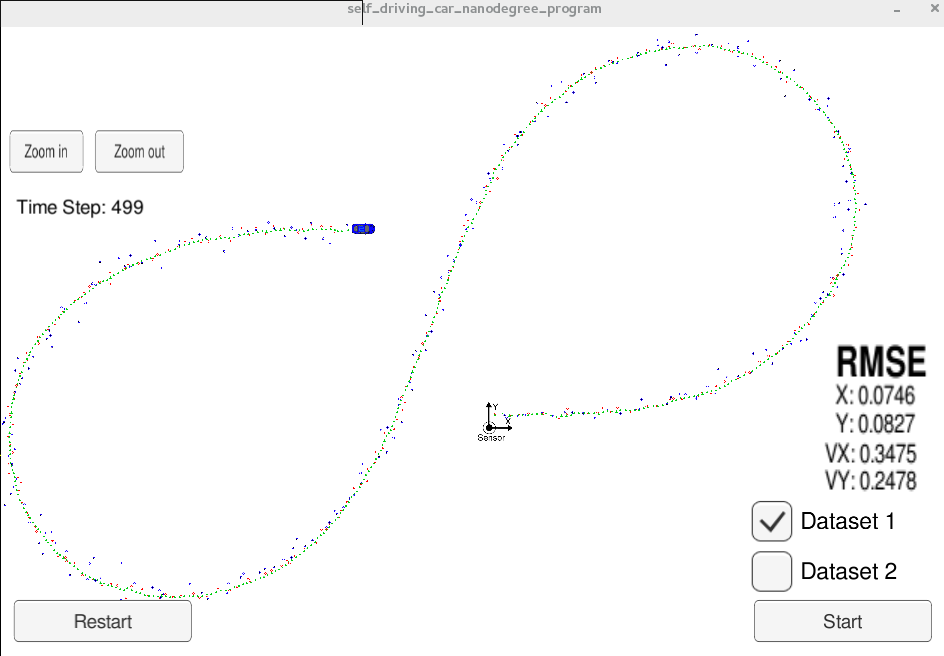 self_driving_car_nanodegree_program
Zoom in
Zoom out
Time Step: 499
RMSE
X: 0.0746
Y: 0.0827
VX: 0.3475
VY: 0.2478
Y
X
Sensor
Dataset 1
Dataset 2
Restart
Start